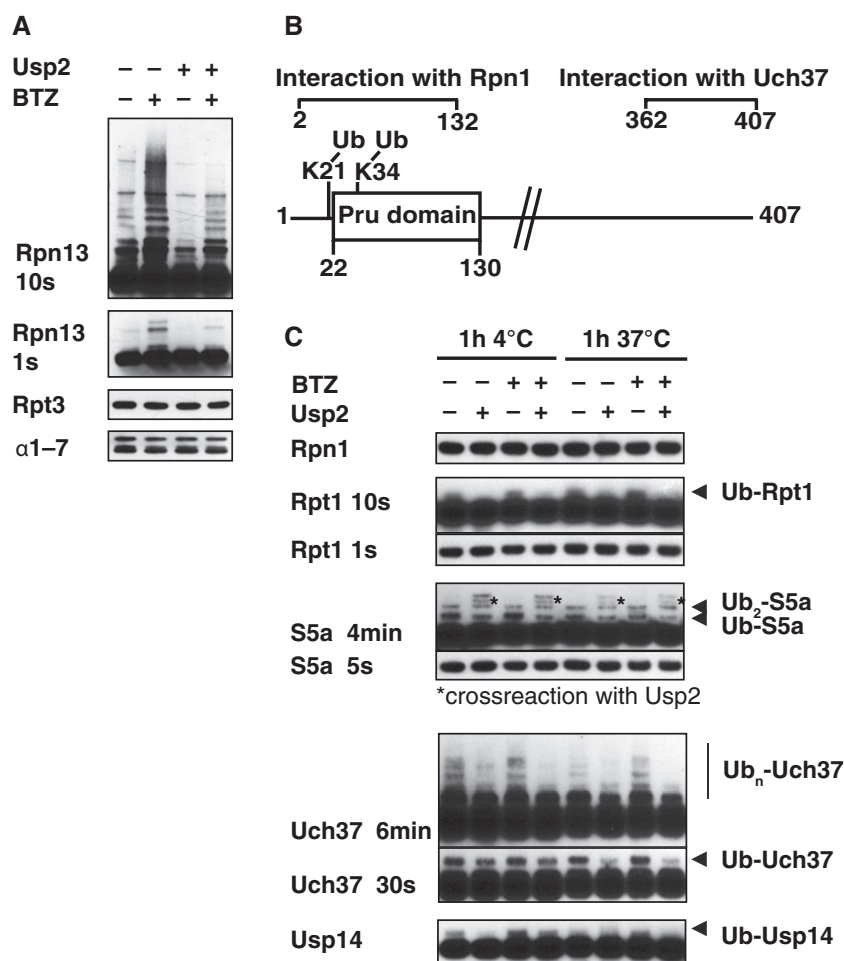 A
Usp2 – – + +
BTZ – + – +
Rpn13
10s
Rpn13
1s
Rpt3
α1–7
B
Interaction with Rpn1 Interaction with Uch37
2 132 362 407
Ub Ub
K21 K34
1 Pru domain 407
22 130
C
1h 4°C 1h 37°C
BTZ – – + + – – + +
Usp2 – + – + – + – +
Rpn1
Rpt1 10s Ub-Rpt1
Rpt1 1s
* * * * Ub₂-S5a
Ub-S5a
S5a 4min
S5a 5s
*crossreaction with Usp2
Ubₙ-Uch37
Uch37 6min
Ub-Uch37
Uch37 30s
Usp14 Ub-Usp14